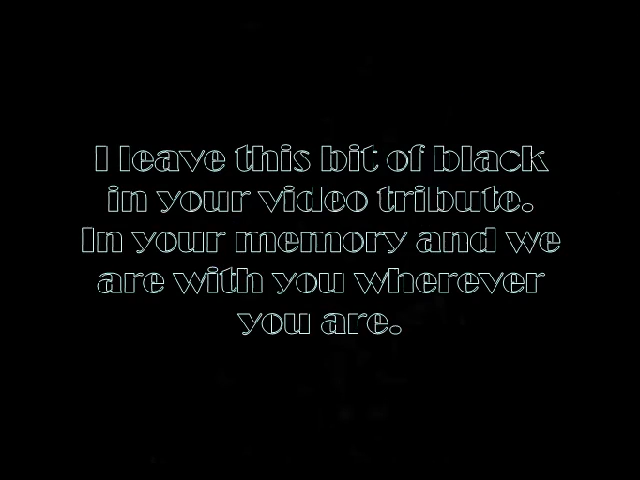 I leave this bit of black
in your video tribute.
In your memory and we
are with you wherever
you are.